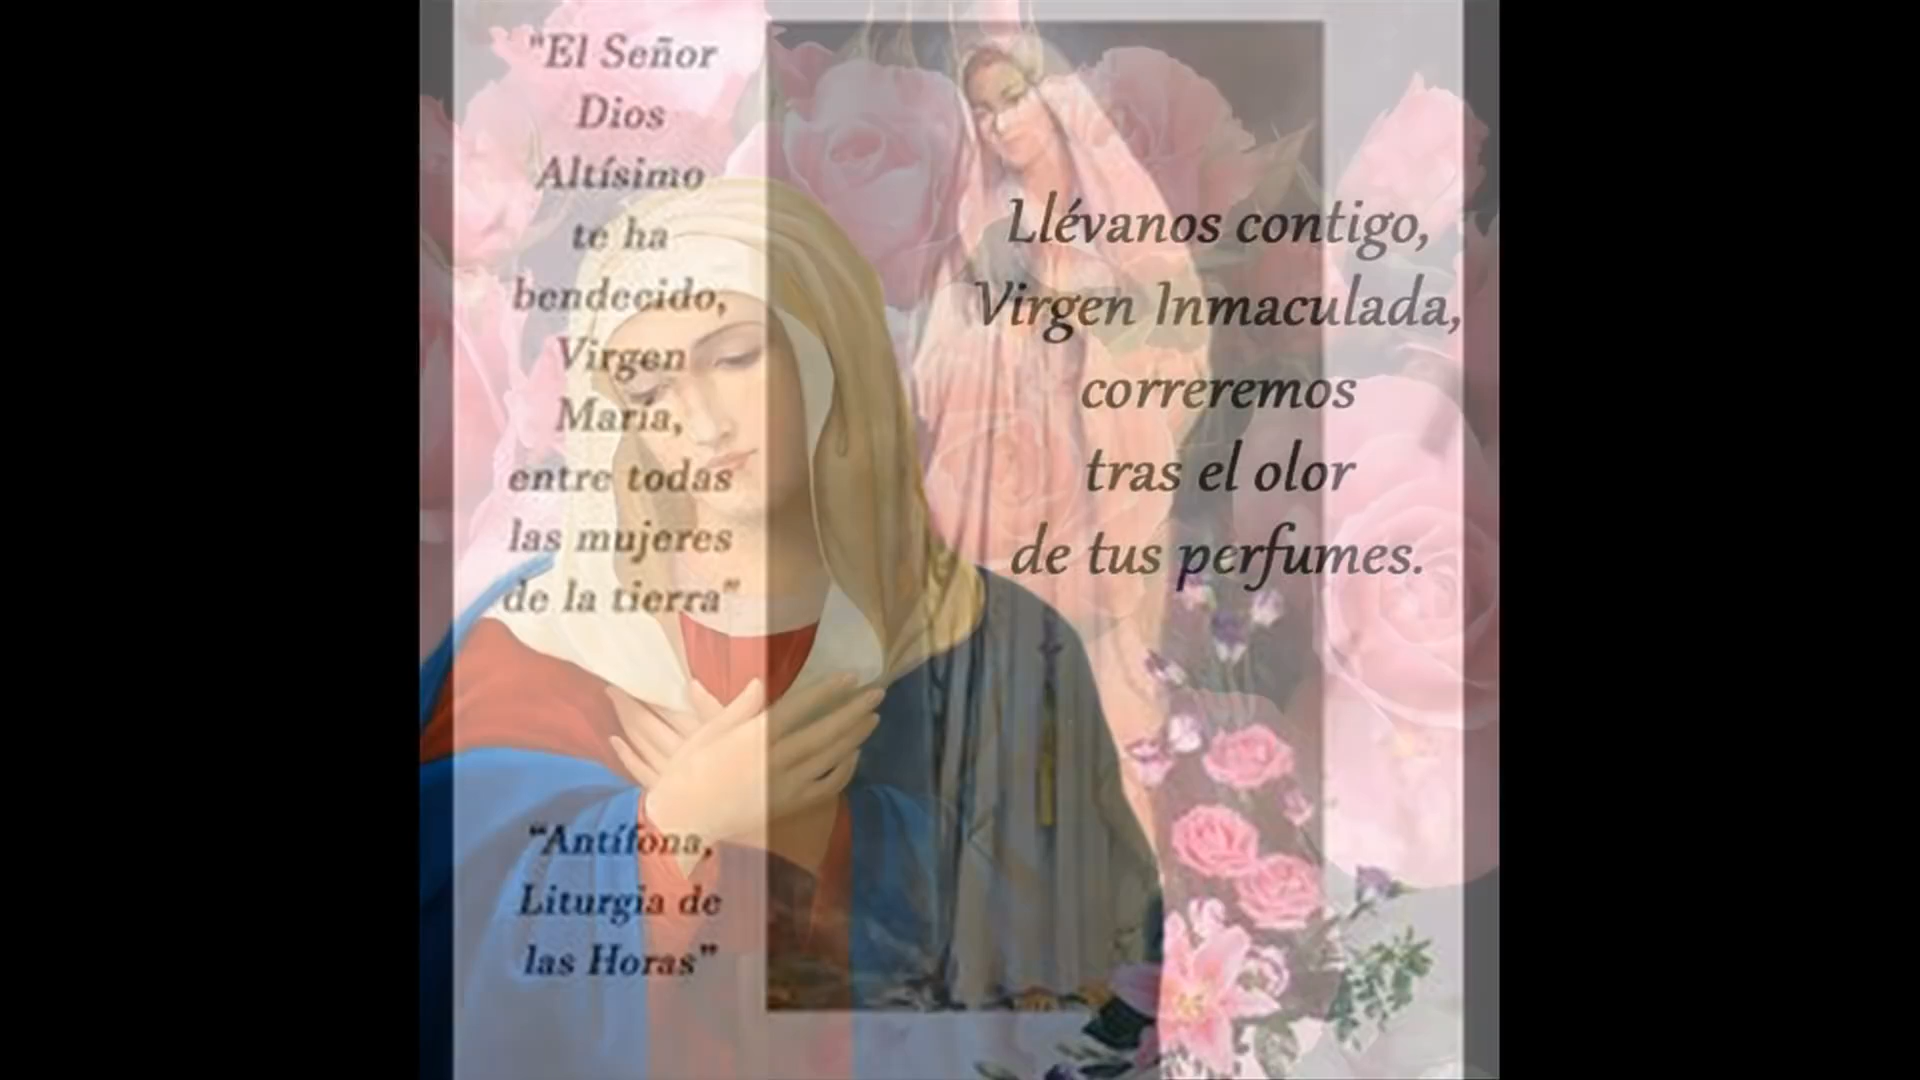 "El Señor
Dios
Altísimo
te ha
bendecido,
Virgen
María,
entre todas
las mujeres
de la tierra"
“Antífona,
Liturgia de
las Horas”
Llévanos contigo,
Virgen Inmaculada,
correremos
tras el olor
de tus perfumes.